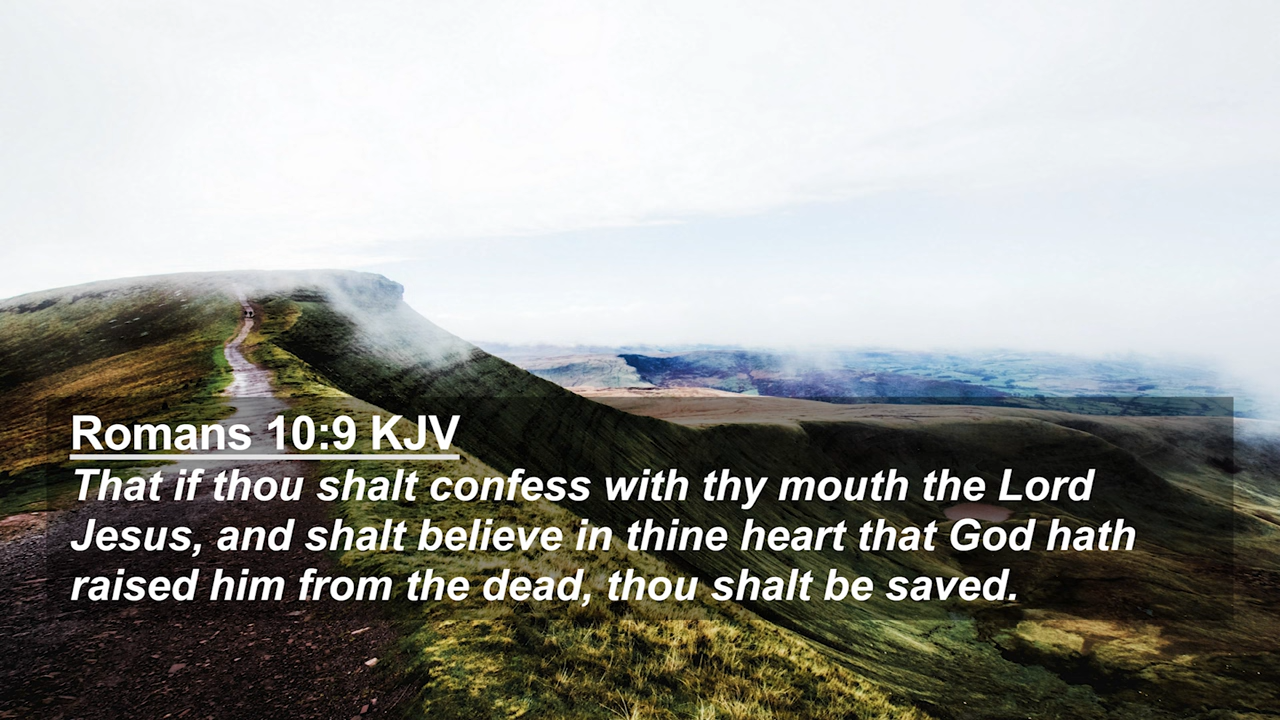 Romans 10:9 KJV
That if thou shalt confess with thy mouth the Lord
Jesus, and shalt believe in thine heart that God hath
raised him from the dead, thou shalt be saved.